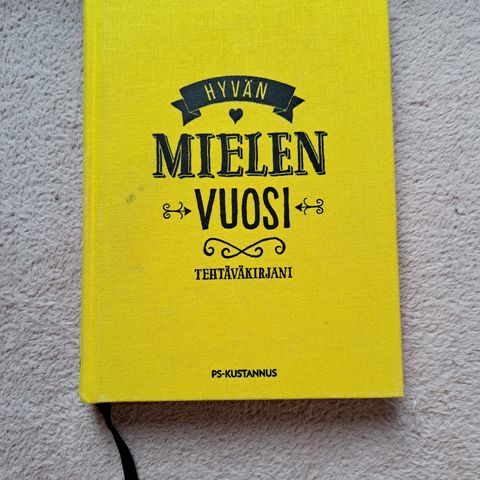 HYVÄN
MIELEN
VUOSI
TEHTÄVÄKIRJANI
PS-KUSTANNUS